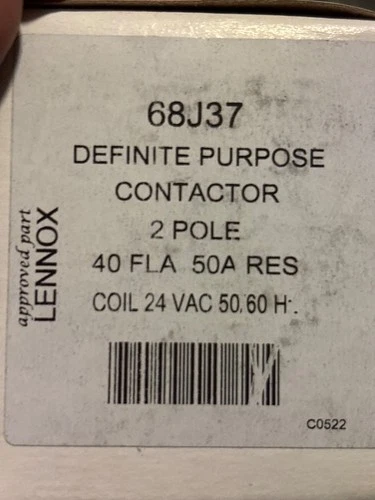 68J37
DEFINITE PURPOSE
CONTACTOR
2 POLE
40 FLA 50A RES
COIL 24 VAC 50/60 H
approved part
LENNOX
C0522